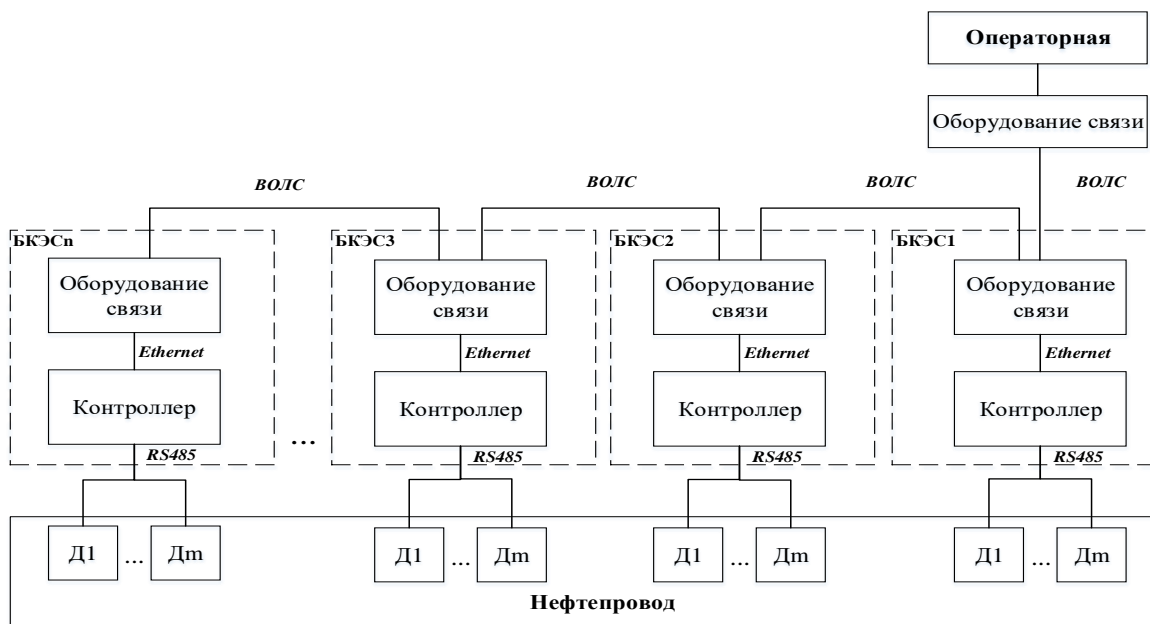 Операторная
Оборудование связи
ВОЛС
ВОЛС
ВОЛС
ВОЛС
БКЭСn
БКЭС3
БКЭС2
БКЭС1
Оборудование
связи
Оборудование
связи
Оборудование
связи
Оборудование
связи
Ethernet
Ethernet
Ethernet
Ethernet
Контроллер
Контроллер
Контроллер
Контроллер
...
RS485
RS485
RS485
RS485
Д1 ... Дm
Д1 ... Дm
Д1 ... Дm
Д1 ... Дm
Нефтепровод